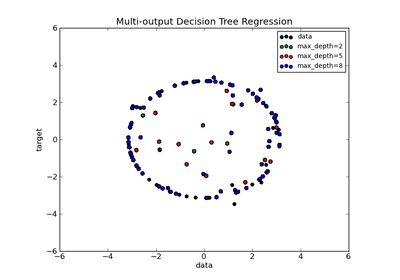 Multi-output Decision Tree Regression
6
4
2
0
−2
−4
−6
target
data
max_depth=2
max_depth=5
max_depth=8
−6 −4 −2 0 2 4 6
data